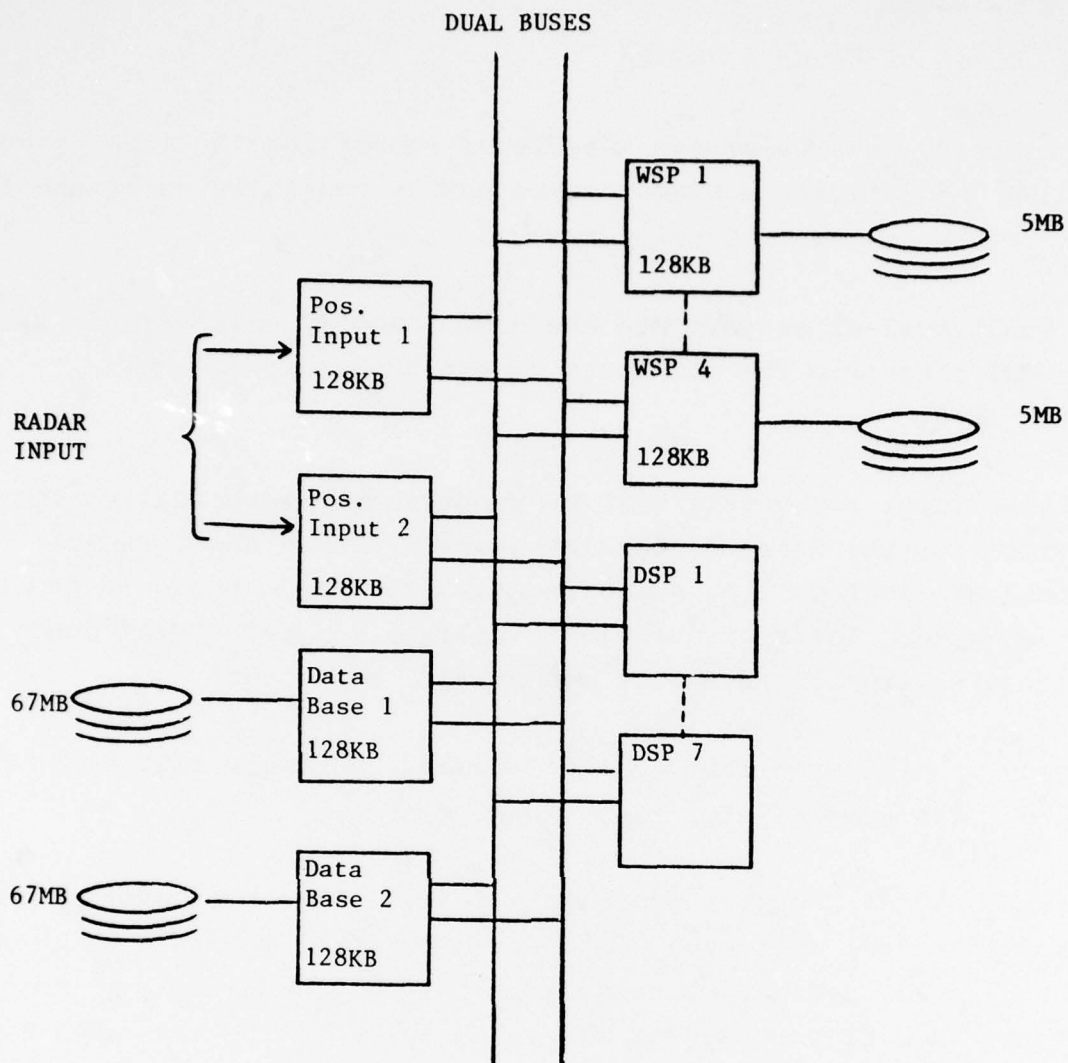 DUAL BUSES
WSP 1
128KB
5MB
WSP 4
128KB
5MB
Pos.
Input 1
128KB
RADAR
INPUT
Pos.
Input 2
128KB
DSP 1
DSP 7
67MB
Data
Base 1
128KB
67MB
Data
Base 2
128KB